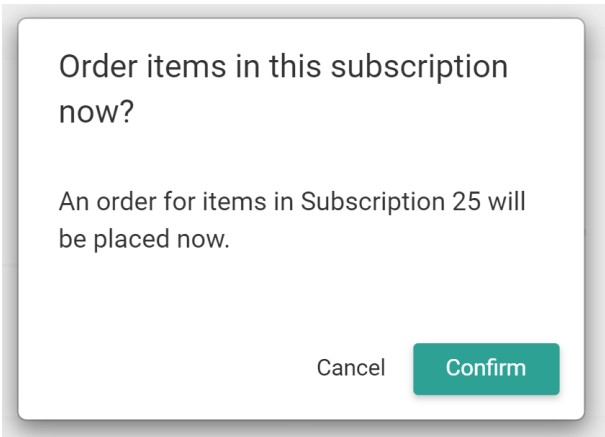 Order items in this subscription
now?
An order for items in Subscription 25 will
be placed now.
Cancel
Confirm